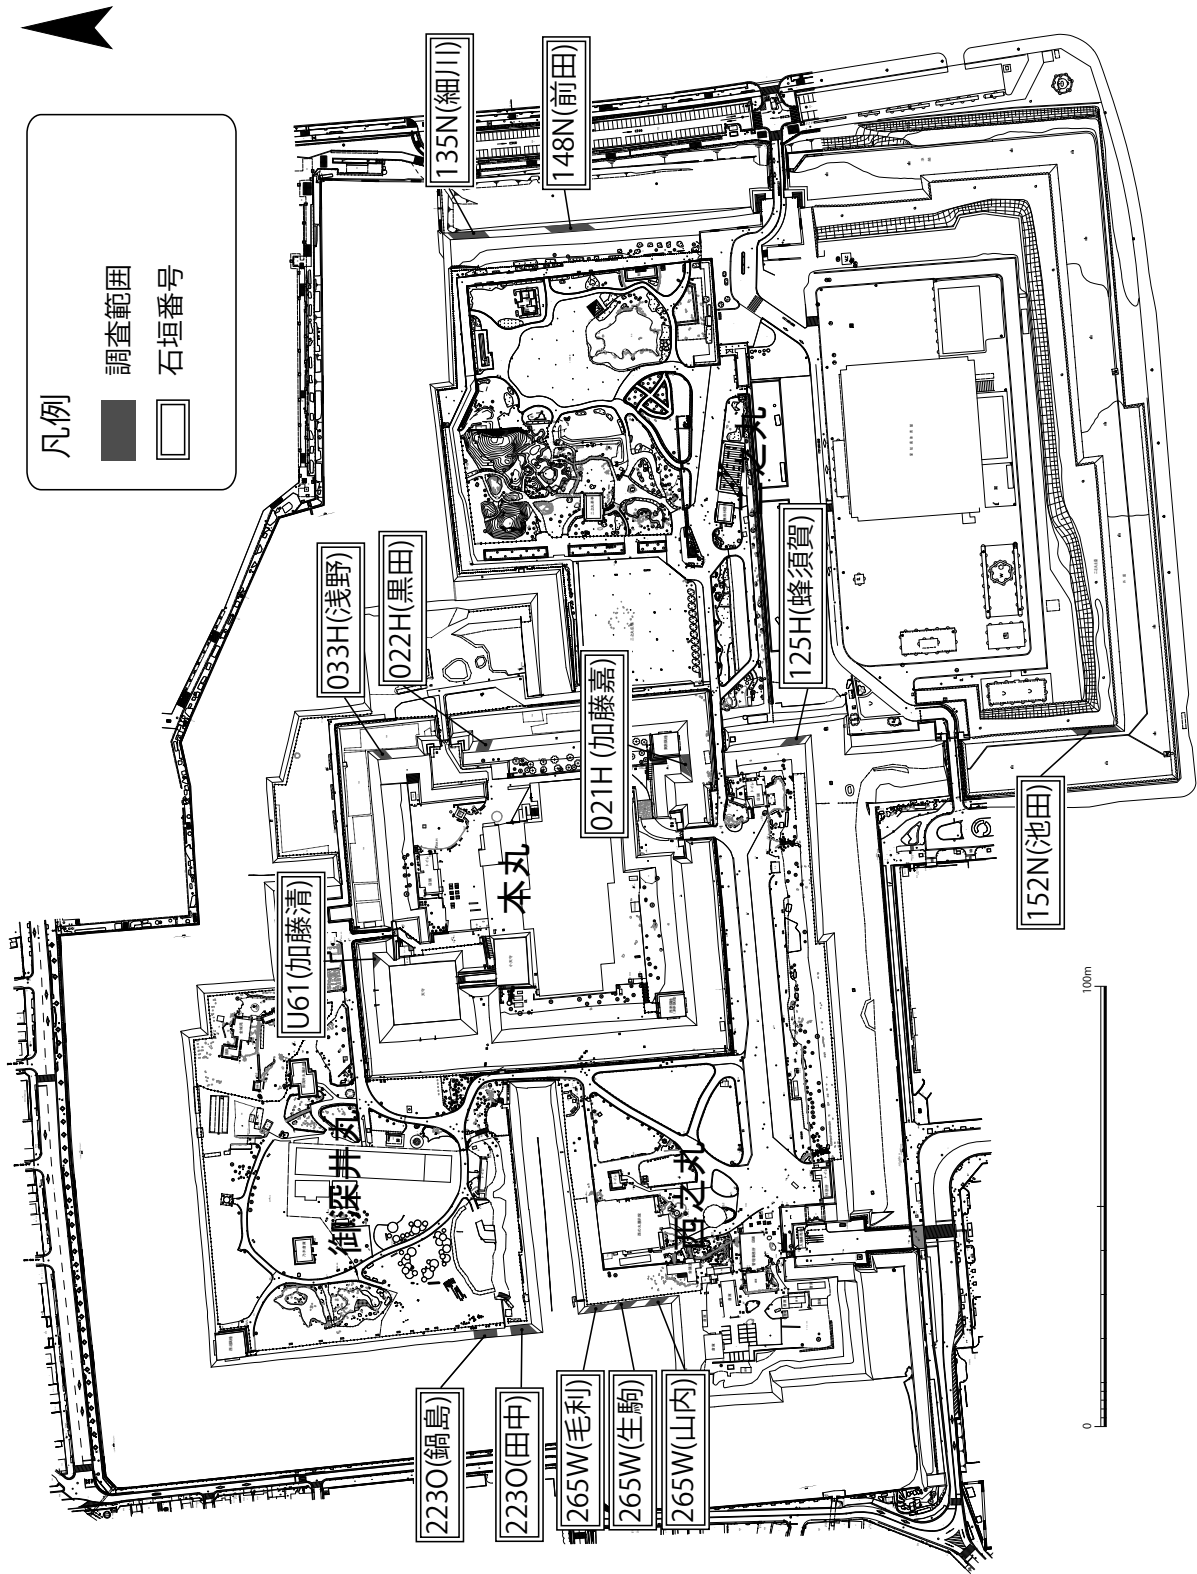 凡例
調査範囲
石垣番号
135N(細川)
148N(前田)
033H(浅野)
022H(黒田)
021H (加藤嘉)
125H(蜂須賀)
152N(池田)
U61(加藤清)
本丸
御深井丸
西之丸
二之丸
223O(鍋島)
223O(田中)
265W(毛利)
265W(生駒)
265W(山内)
0
100m